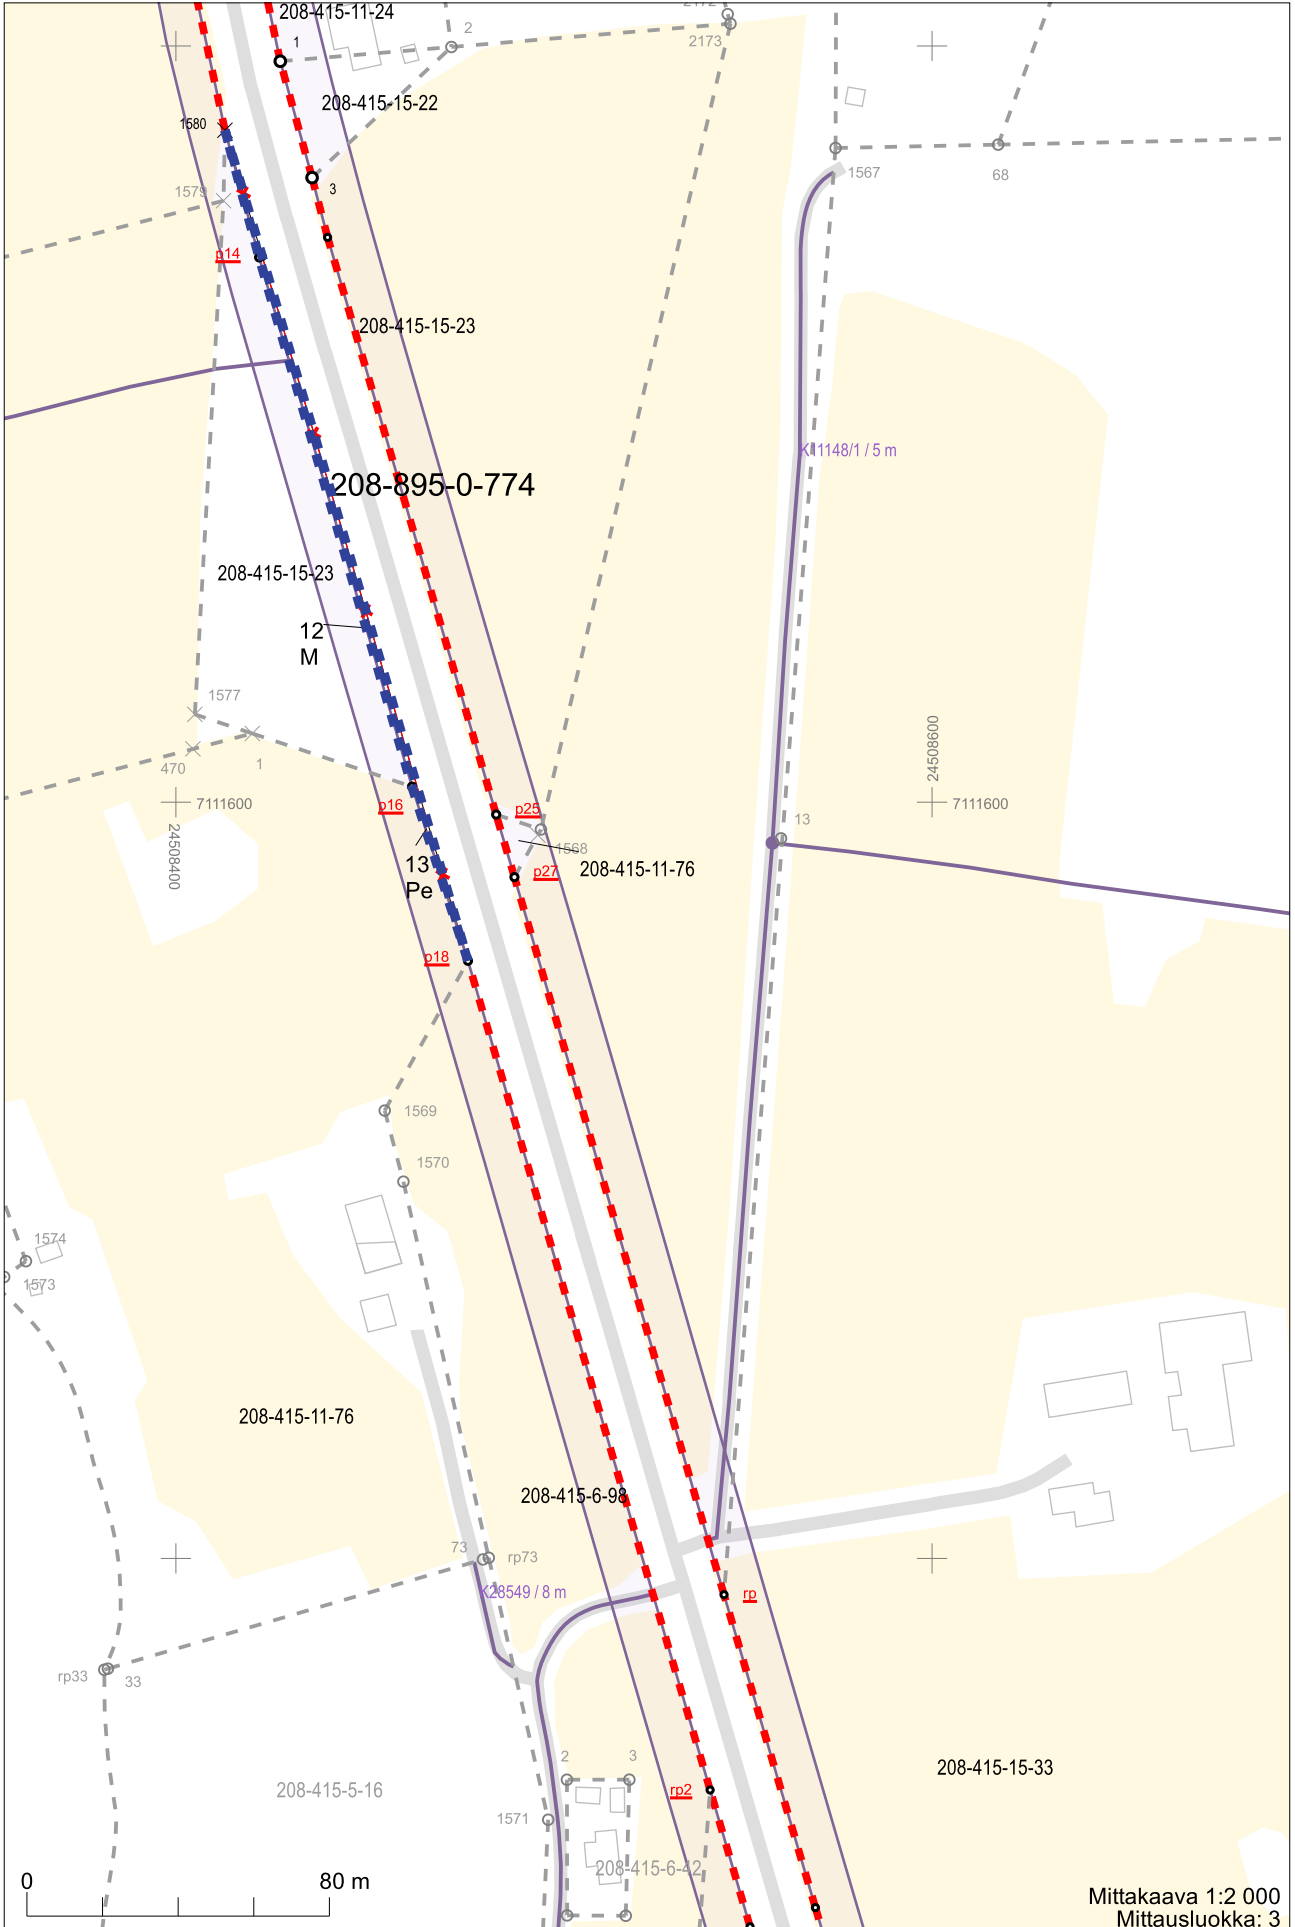 208-415-11-24
2172
2
1
2173
208-415-15-22
1580
1567
68
3
1579
p14
208-415-15-23
K11148/1 / 5 m
208-895-0-774
208-415-15-23
12
M
1577
470
1
24508600
p16
7111600
p25
7111600
13
24508400
1568
208-415-11-76
13
Pe
p27
p18
1569
1570
1574
1573
208-415-11-76
208-415-6-98
73
rp73
K28549 / 8 m
rp
rp33
33
2
3
208-415-15-33
rp2
208-415-5-16
1571
208-415-6-42
0
80 m
Mittakaava 1:2 000
Mittausluokka: 3